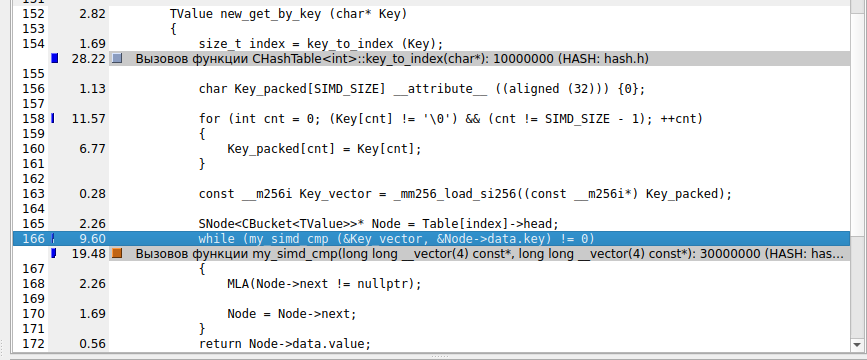 152 2.82 TValue new_get_by_key (char* Key)
153 {
154 1.69 size_t index = key_to_index (Key);
28.22 Вызовов функции CHashTable<int>::key_to_index(char*): 10000000 (HASH: hash.h)
155
156 1.13 char Key_packed[SIMD_SIZE] __attribute__ ((aligned (32))) {0};
157
158 11.57 for (int cnt = 0; (Key[cnt] != '\0') && (cnt != SIMD_SIZE - 1); ++cnt)
159 {
160 6.77 Key_packed[cnt] = Key[cnt];
161 }
162
163 0.28 const __m256i Key_vector = _mm256_load_si256((const __m256i*) Key_packed);
164
165 2.26 SNode<CBucket<TValue>>* Node = Table[index]->head;
166 9.60 while (my_simd_cmp (&Key_vector, &Node->data.key) != 0)
19.48 Вызовов функции my_simd_cmp(long long __vector(4) const*, long long __vector(4) const*): 30000000 (HASH: has...
167 {
168 2.26 MLA(Node->next != nullptr);
169
170 1.69 Node = Node->next;
171 }
172 0.56 return Node->data.value;